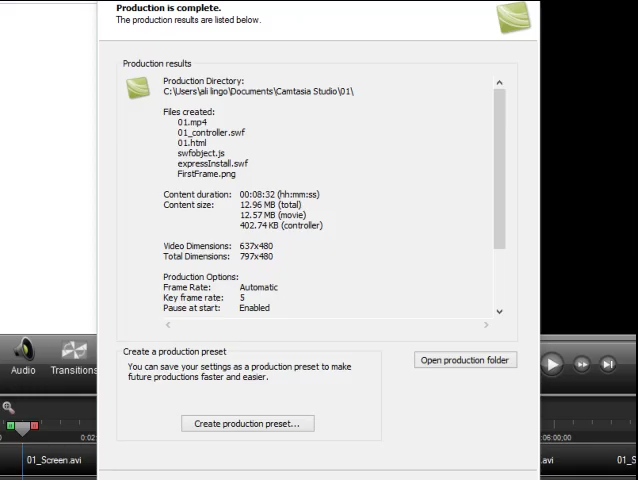 Production is complete.
The production results are listed below.
Production results
Production Directory:
C:\Users\ali lingo\Documents\Camtasia Studio\01\
Files created:
01.mp4
01_controller.swf
01.html
swfobject.js
expressInstall.swf
FirstFrame.png
Content duration: 00:08:32 (hh:mm:ss)
Content size: 12.96 MB (total)
12.57 MB (movie)
402.74 KB (controller)
Video Dimensions: 637x480
Total Dimensions: 797x480
Production Options:
Frame Rate: Automatic
Key frame rate: 5
Pause at start: Enabled
Create a production preset
You can save your settings as a production preset to make
future productions faster and easier.
Create production preset...
Open production folder
Audio
Transitions
0:02:
:06:00;00
01_Screen.avi
.avi
01_S